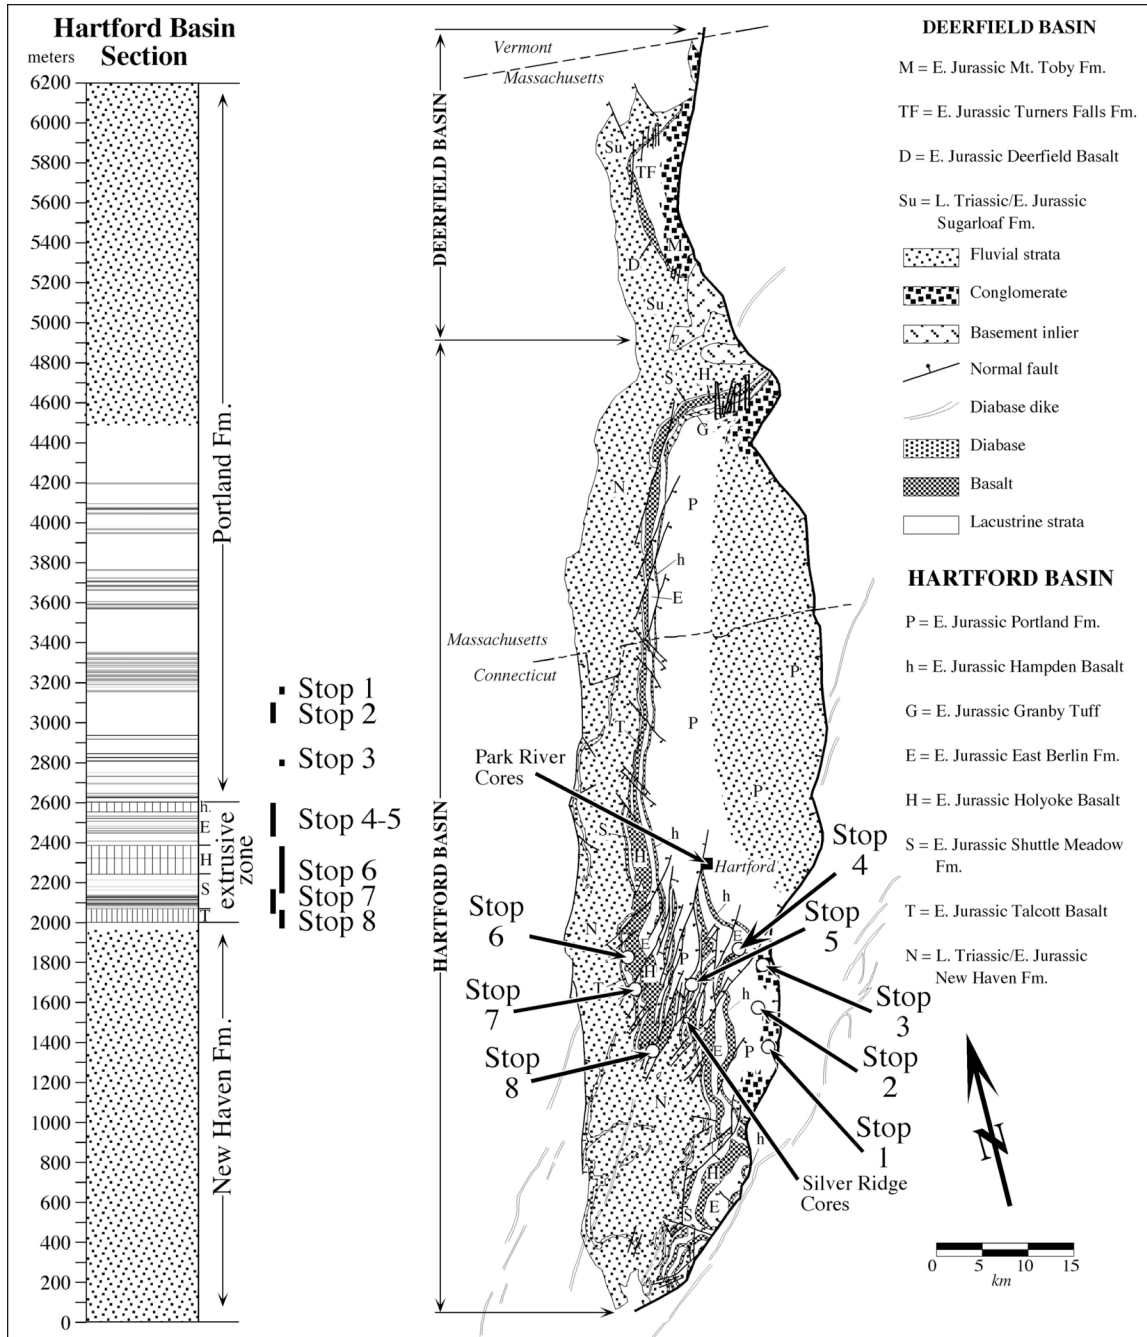 Hartford Basin
Section
meters
6200
6000
5800
5600
5400
5200
5000
4800
4600
4400
4200
4000
3800
3600
3400
3200
3000
2800
2600
2400
2200
2000
1800
1600
1400
1200
1000
800
600
400
200
0
Portland Fm.
h.
E
H
S
T
extrusive
zone
New Haven Fm.
Stop 1
Stop 2
Stop 3
Stop 4-5
Stop 6
Stop 7
Stop 8
DEERFIELD BASIN
HARTFORD BASIN
Vermont
Massachusetts
Su
TF
M
D
Su
H
S
G
N
P
h
E
Massachusetts
Connecticut
P
T
P
Park River
Cores
P
S
h
H
Hartford
Stop
4
Stop
6
h
Stop
5
N
E
E
P
H
Stop
7
T
h
Stop
3
Stop
8
E
P
Stop
2
N
h
Stop
1
H
Silver Ridge
Cores
E
S
DEERFIELD BASIN
M = E. Jurassic Mt. Toby Fm.
TF = E. Jurassic Turners Falls Fm.
D = E. Jurassic Deerfield Basalt
Su = L. Triassic/E. Jurassic
Sugarloaf Fm.
Fluvial strata
Conglomerate
Basement inlier
Normal fault
Diabase dike
Diabase
Basalt
Lacustrine strata
HARTFORD BASIN
P = E. Jurassic Portland Fm.
h = E. Jurassic Hampden Basalt
G = E. Jurassic Granby Tuff
E = E. Jurassic East Berlin Fm.
H = E. Jurassic Holyoke Basalt
S = E. Jurassic Shuttle Meadow
Fm.
T = E. Jurassic Talcott Basalt
N = L. Triassic/E. Jurassic
New Haven Fm.
N
0 5 10 15
km